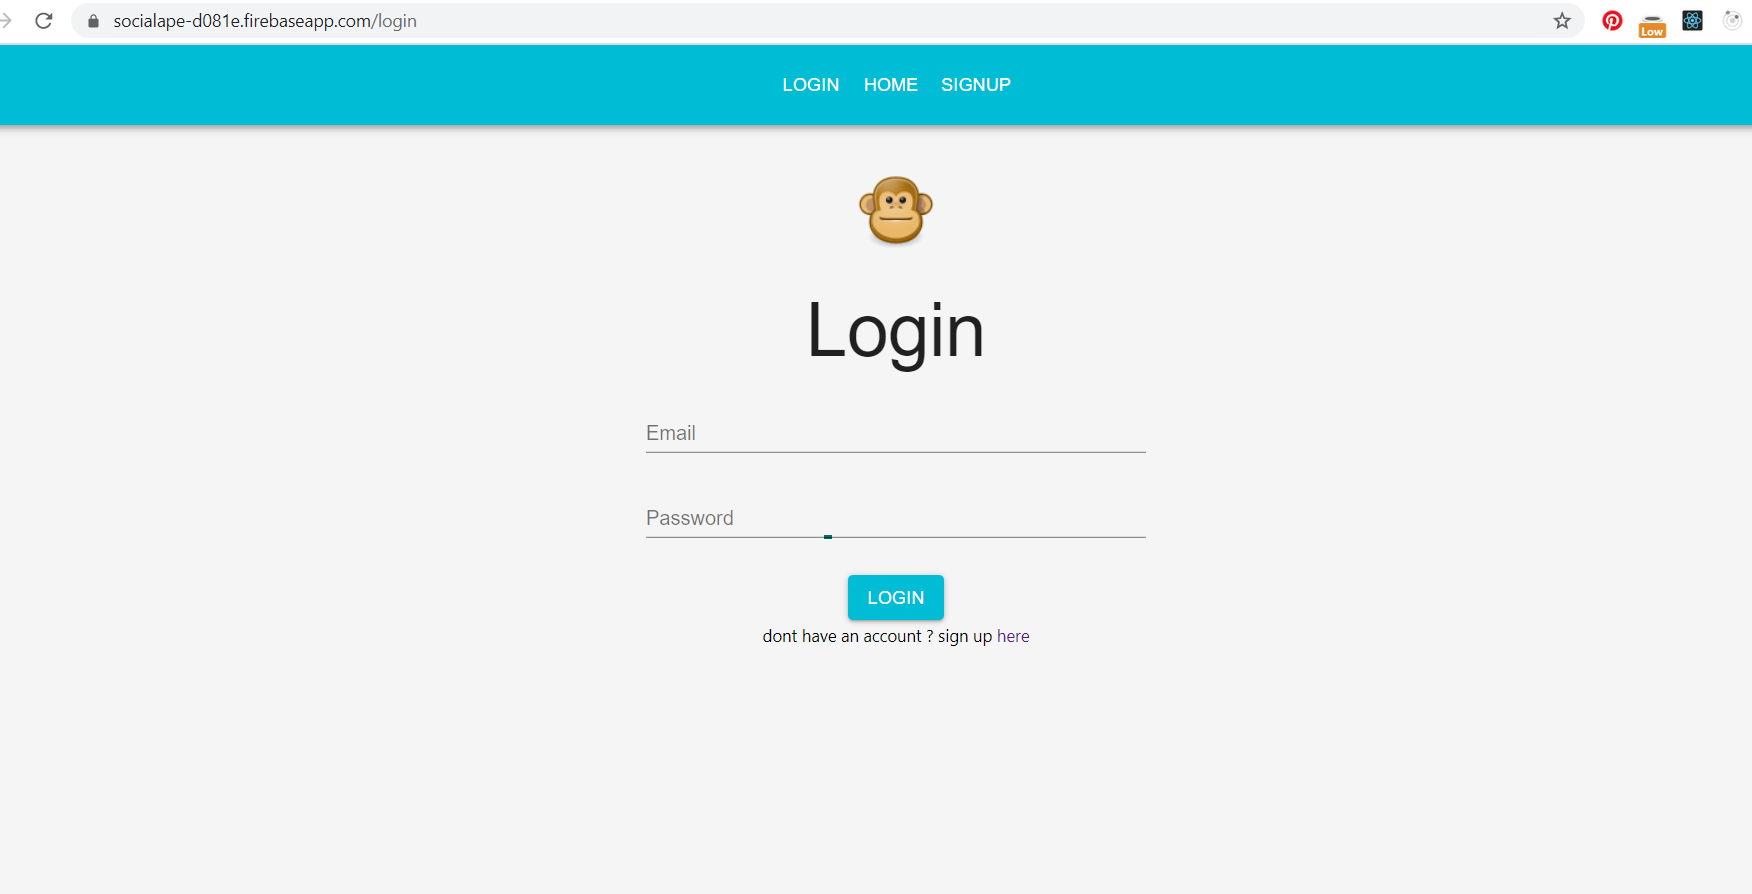 socialape-d081e.firebaseapp.com/login
Low
LOGIN HOME SIGNUP
Login
Email
Password
LOGIN
dont have an account ? sign up here